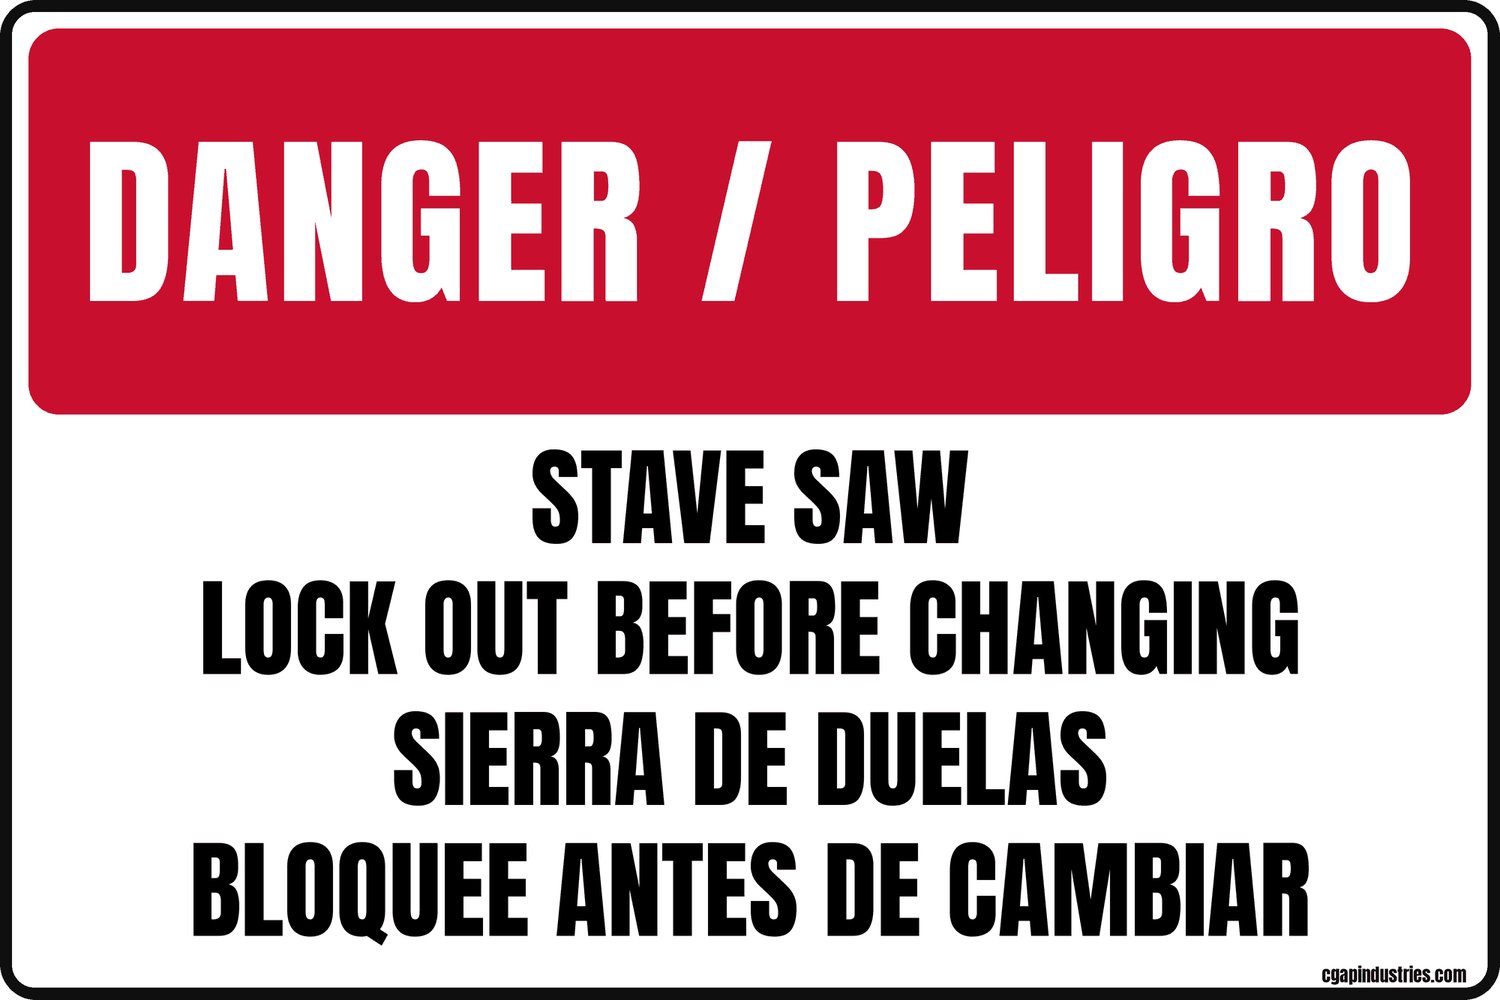 DANGER / PELIGRO
STAVE SAW
LOCK OUT BEFORE CHANGING
SIERRA DE DUELAS
BLOQUEE ANTES DE CAMBIAR
cgapindustries.com